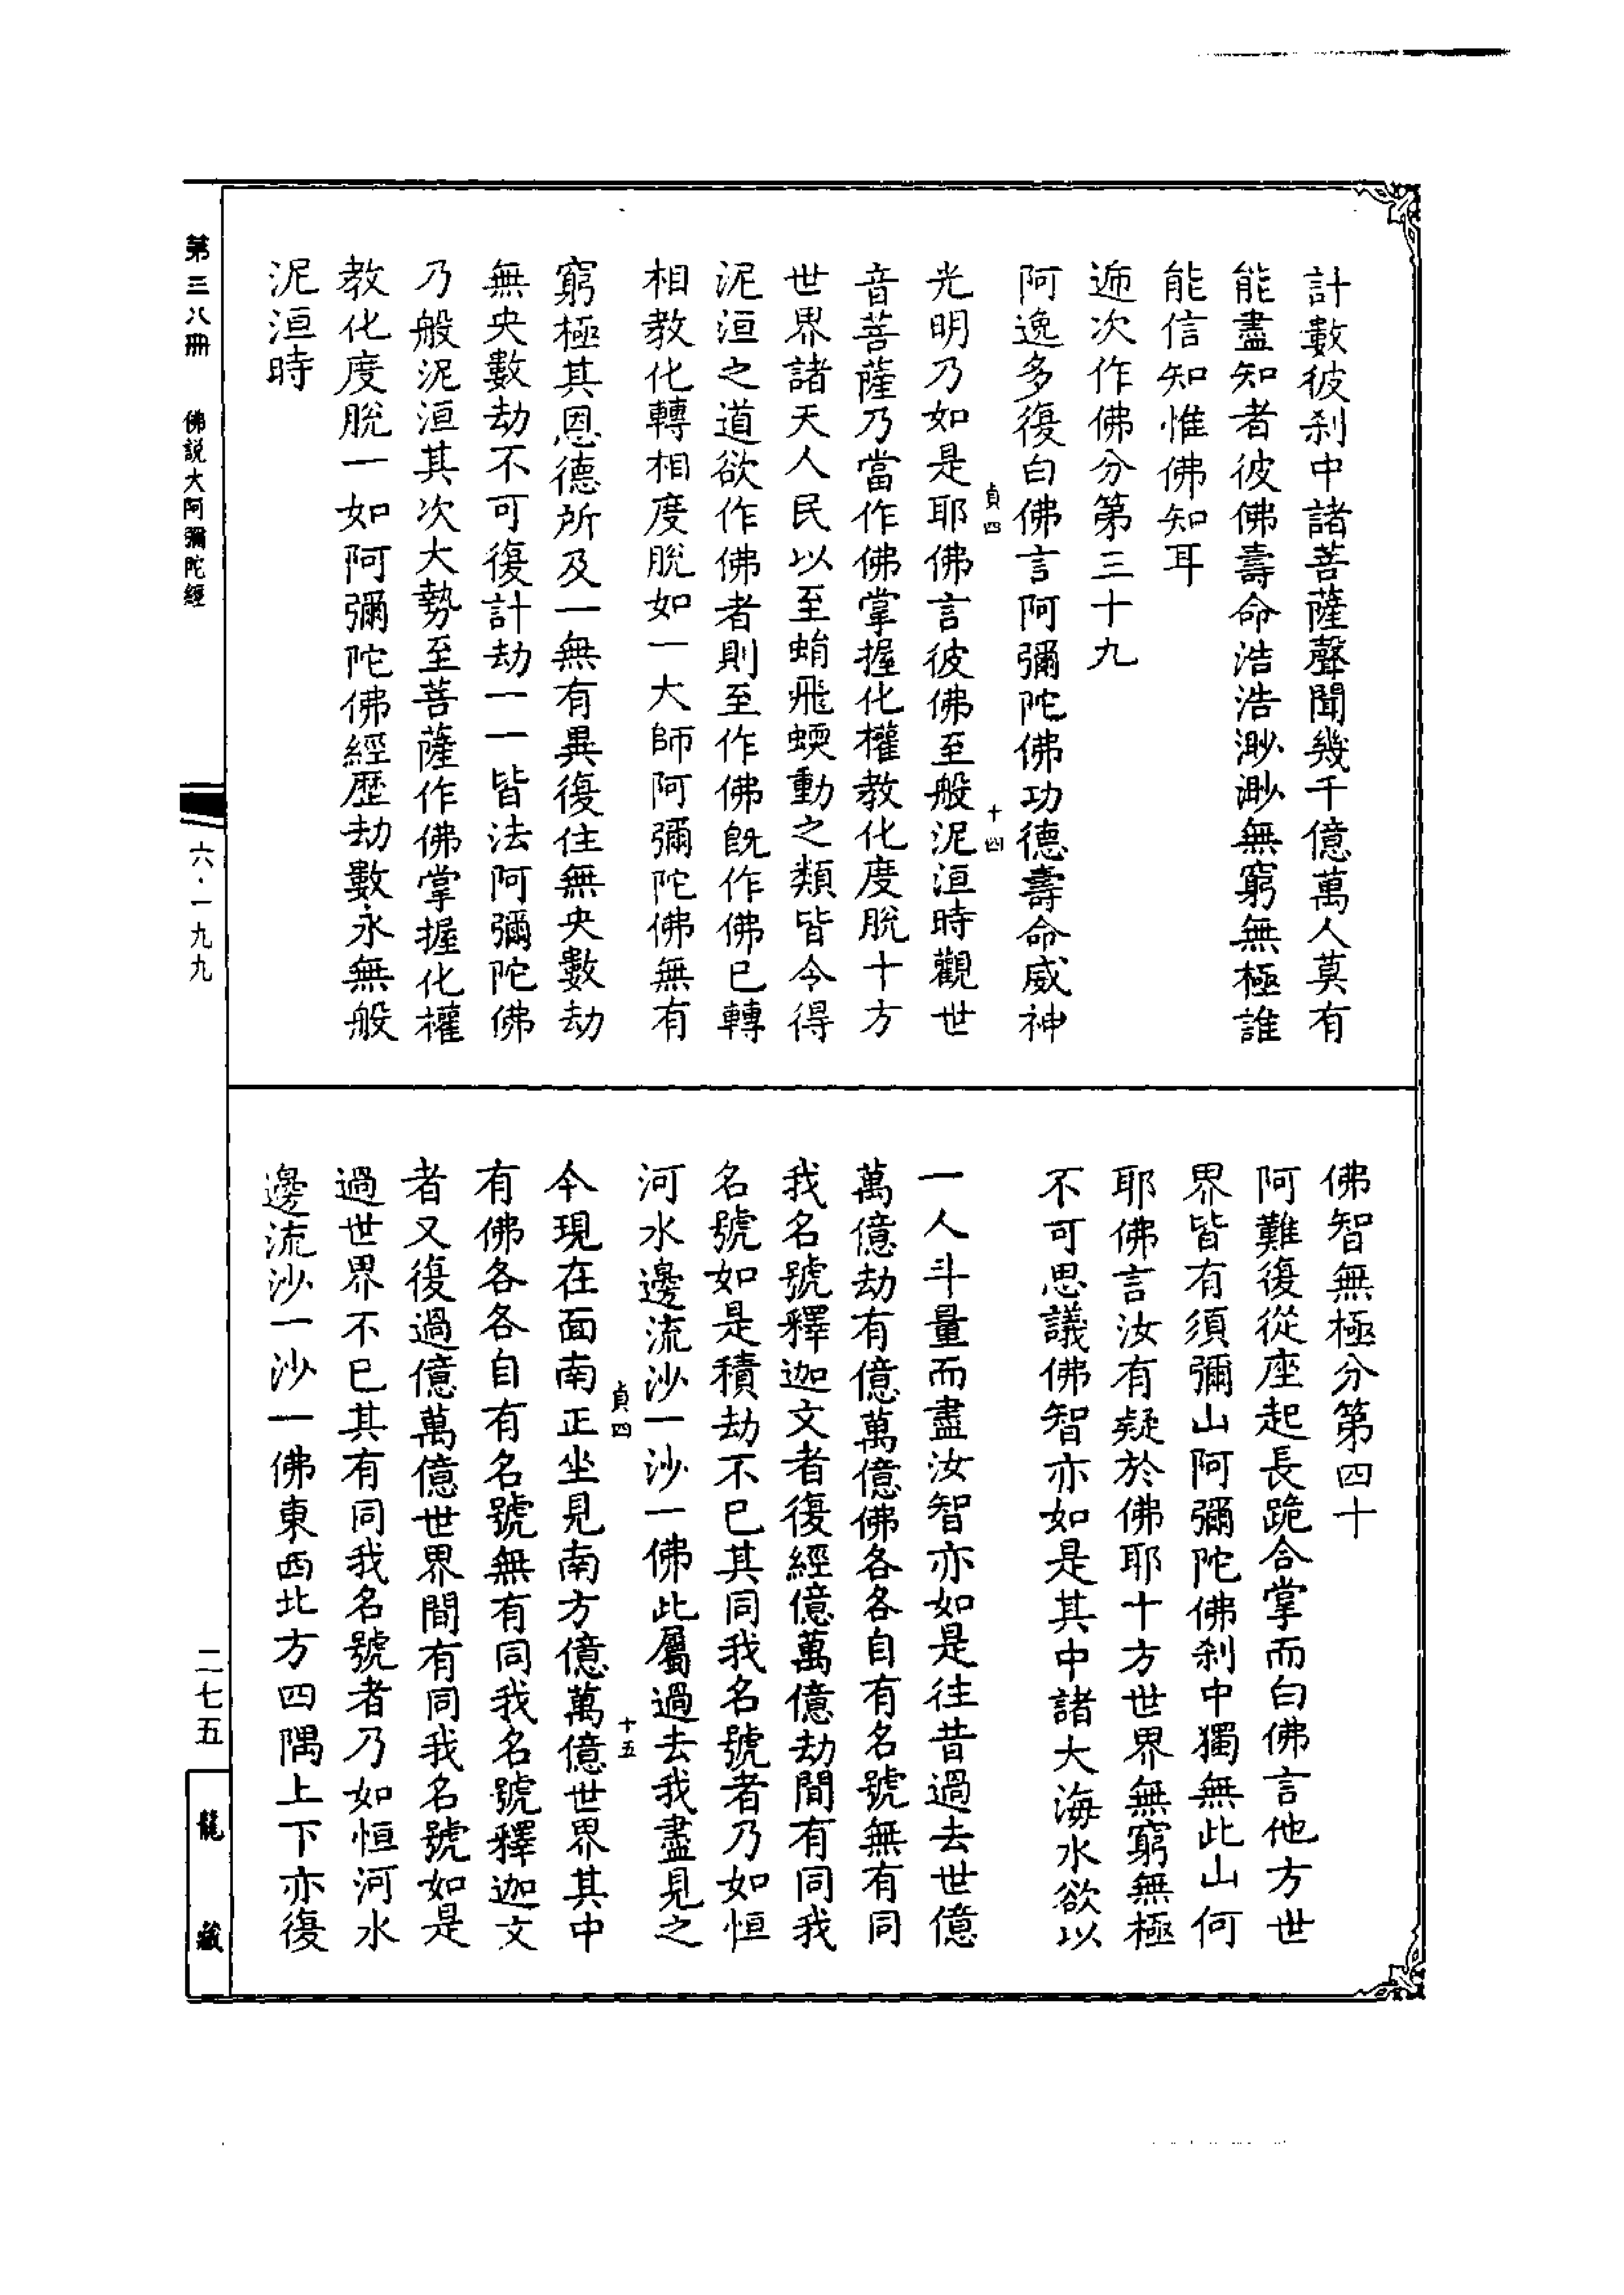 計數彼剎中諸菩薩聲聞幾千億萬人莫有
能盡知者彼佛壽命浩浩渺渺無窮無極誰
能信知惟佛知耳
迊次作佛分第三十九
阿逸多復白佛言阿彌陀佛功德壽命威神
貞四
十四
光明乃如是耶佛言彼佛至般泥洹時觀世
音菩薩乃當作佛掌握化權教化度脫十方
世界諸天人民以至蜎飛蝡動之類皆令得
泥洹之道欲作佛者則至作佛既作佛已轉
相教化轉相度脫如一大師阿彌陀佛無有
窮極其恩德所及一無有異復住無央數劫
無央數劫不可復計劫一一皆法阿彌陀佛
乃般泥洹其次大勢至菩薩作佛掌握化權
教化度脫一如阿彌陀佛經歷劫數永無般
泥洹時
佛智無極分第四十
阿難復從座起長跪合掌而白佛言他方世
界皆有須彌山阿彌陀佛剎中獨無此山何
耶佛言汝有疑於佛耶十方世界無窮無極
不可思議佛智亦如是其中諸大海水欲以
一人斗量而盡汝智亦如是往昔過去世億
萬億劫有億萬億佛各各自有名號無有同
我名號釋迦文者復經億萬億劫間有同我
名號如是積劫不已其同我名號者乃如恒
河水邊流沙一沙一佛此屬過去我盡見之
貞四
十五
今現在面南正坐見南方億萬億世界其中
有佛各各自有名號無有同我名號釋迦文
者又復過億萬億世界間有同我名號如是
過世界不已其有同我名號者乃如恒河水
邊流沙一沙一佛東西北方四隅上下亦復
第三八冊
佛說大阿彌陀經
六·一九九
二七五
龍藏